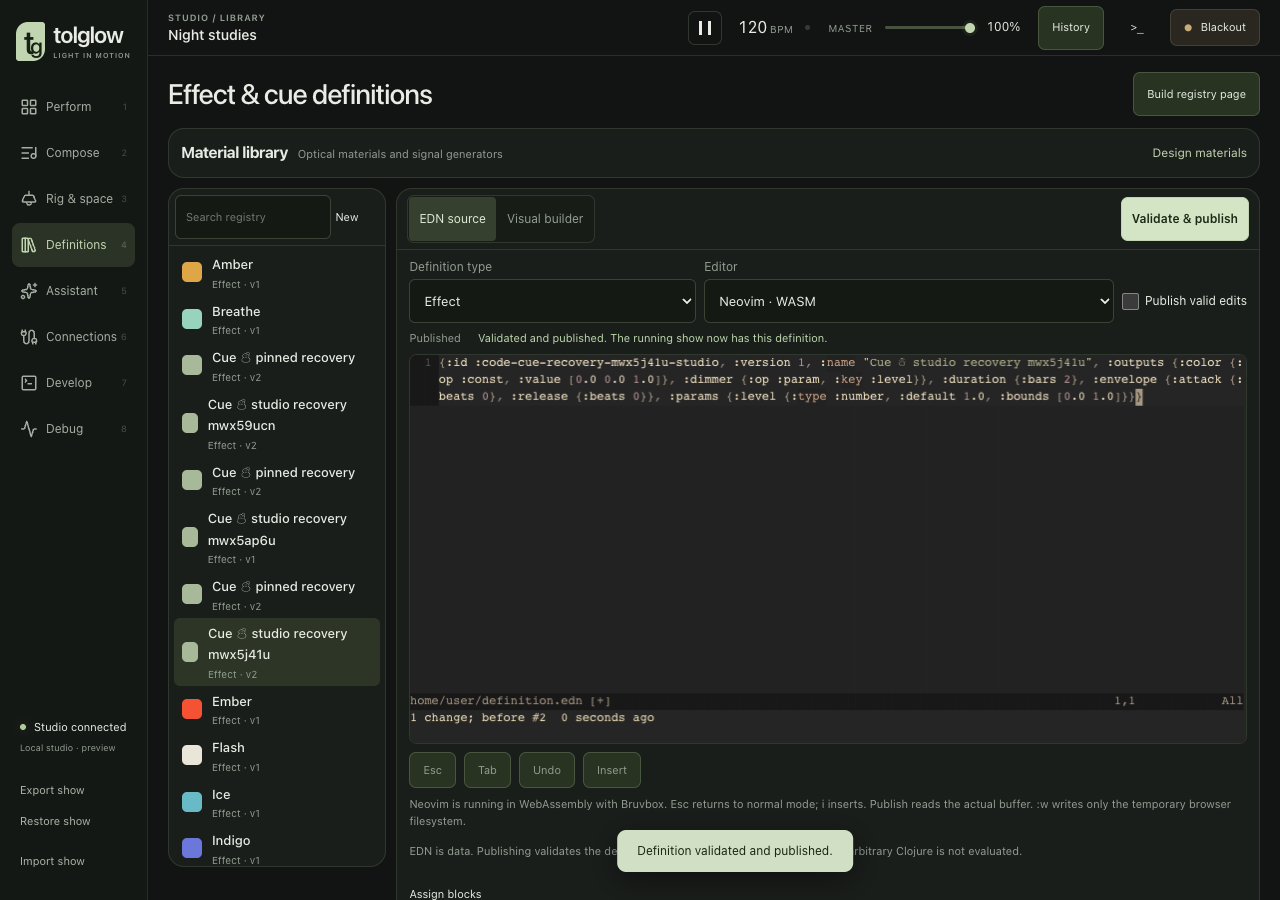 tg tolglow
LIGHT IN MOTION
STUDIO / LIBRARY
Night studies
120 BPM
MASTER
100%
History
>_
Blackout
Perform 1
Compose 2
Rig & space 3
Definitions 4
Assistant 5
Connections 6
Develop 7
Debug 8
Studio connected
Local studio · preview
Export show
Restore show
Import show
Effect & cue definitions
Build registry page
Material library Optical materials and signal generators
Design materials
Search registry
New
Amber
Effect · v1
Breathe
Effect · v1
Cue ☃ pinned recovery
Effect · v2
Cue ☃ studio recovery
mwx59ucn
Effect · v2
Cue ☃ pinned recovery
Effect · v2
Cue ☃ studio recovery
mwx5ap6u
Effect · v1
Cue ☃ pinned recovery
Effect · v2
Cue ☃ studio recovery
mwx5j41u
Effect · v2
Ember
Effect · v1
Flash
Effect · v1
Ice
Effect · v1
Indigo
Effect · v1
EDN source
Visual builder
Validate & publish
Definition type
Editor
Effect
Neovim · WASM
Publish valid edits
Published Validated and published. The running show now has this definition.
1 {:id :code-cue-recovery-mwx5j41u-studio, :version 1, :name "Cue ☃ studio recovery mwx5j41u", :outputs {:color {:
op :const, :value [0.0 0.0 1.0]}, :dimmer {:op :param, :key :level}}, :duration {:bars 2}, :envelope {:attack {:
beats 0}, :release {:beats 0}}, :params {:level {:type :number, :default 1.0, :bounds [0.0 1.0]}}}
home/user/definition.edn [+] 1,1 All
1 change; before #2 0 seconds ago
Esc
Tab
Undo
Insert
Neovim is running in WebAssembly with Bruvbox. Esc returns to normal mode; i inserts. Publish reads the actual buffer. :w writes only the temporary browser
filesystem.
EDN is data. Publishing validates the de
rbitrary Clojure is not evaluated.
Definition validated and published.
Assign blocks